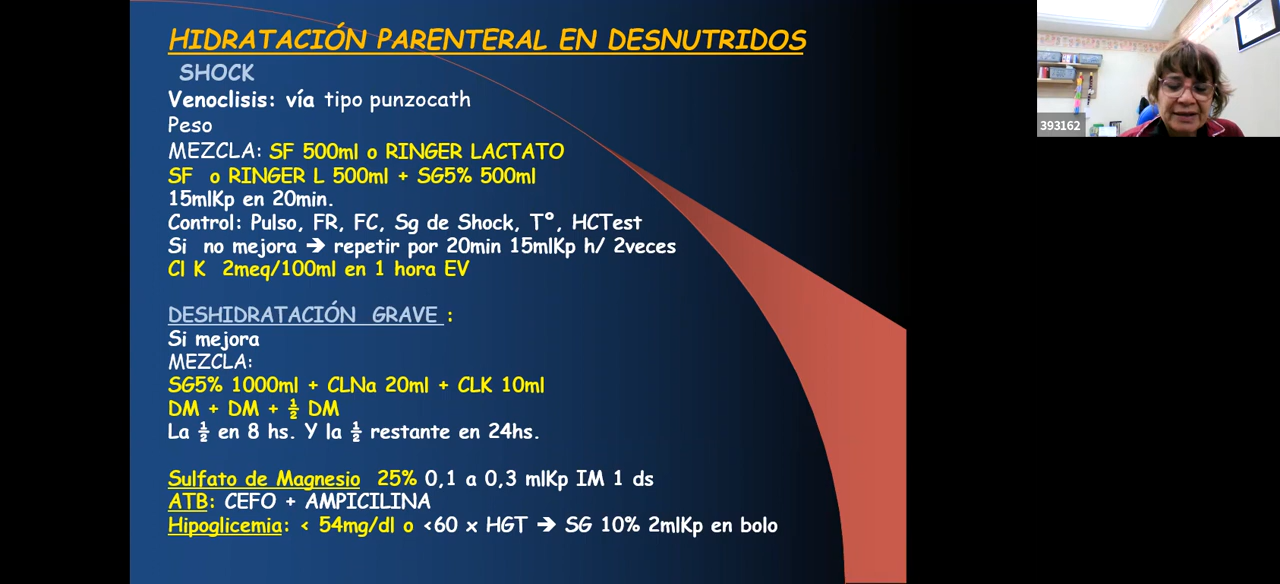 HIDRATACIÓN PARENTERAL EN DESNUTRIDOS
SHOCK
Venoclisis: vía tipo punzocath
Peso
MEZCLA: SF 500ml o RINGER LACTATO
SF o RINGER L 500ml + SG5% 500ml
15mlKp en 20min.
Control: Pulso, FR, FC, Sg de Shock, Tº, HCTest
Si no mejora → repetir por 20min 15mlKp h/ 2veces
Cl K 2meq/100ml en 1 hora EV
DESHIDRATACIÓN GRAVE :
Si mejora
MEZCLA:
SG5% 1000ml + CLNa 20ml + CLK 10ml
DM + DM + ½ DM
La ½ en 8 hs. Y la ½ restante en 24hs.
Sulfato de Magnesio 25% 0,1 a 0,3 mlKp IM 1 ds
ATB: CEFO + AMPICILINA
Hipoglicemia: < 54mg/dl o <60 x HGT → SG 10% 2mlKp en bolo
393162